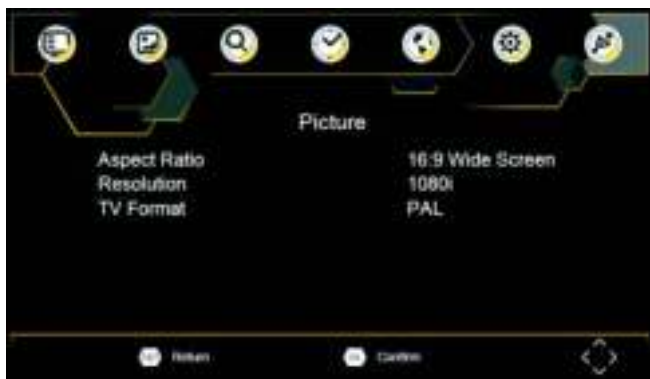 Picture
Aspect Ratio 16:9 Wide Screen
Resolution 1080i
TV Format PAL
Return Confirm